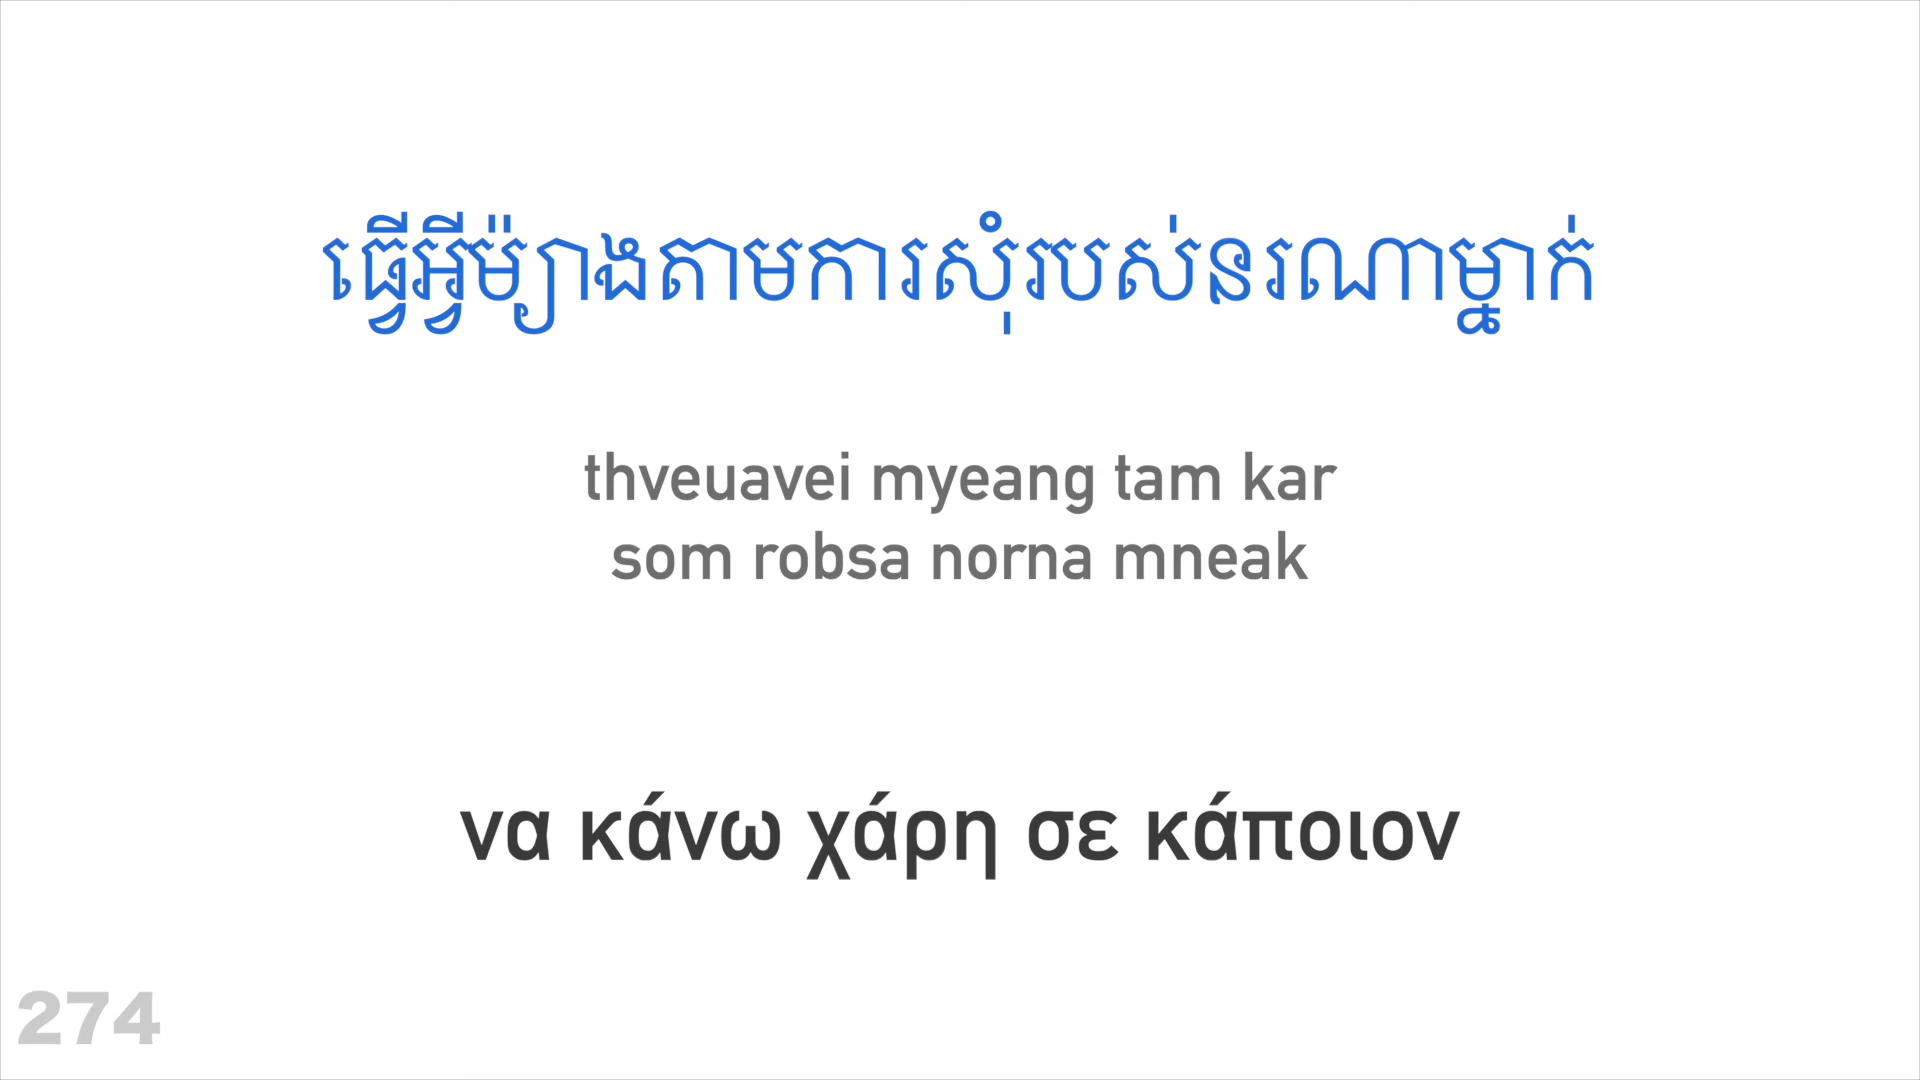 ធ្វើអ្វីម៉្យាងតាមការសុំរបស់នរណាម្នាក់
thveuavei myeang tam kar
som robsa norna mneak
να κάνω χάρη σε κάποιον
274